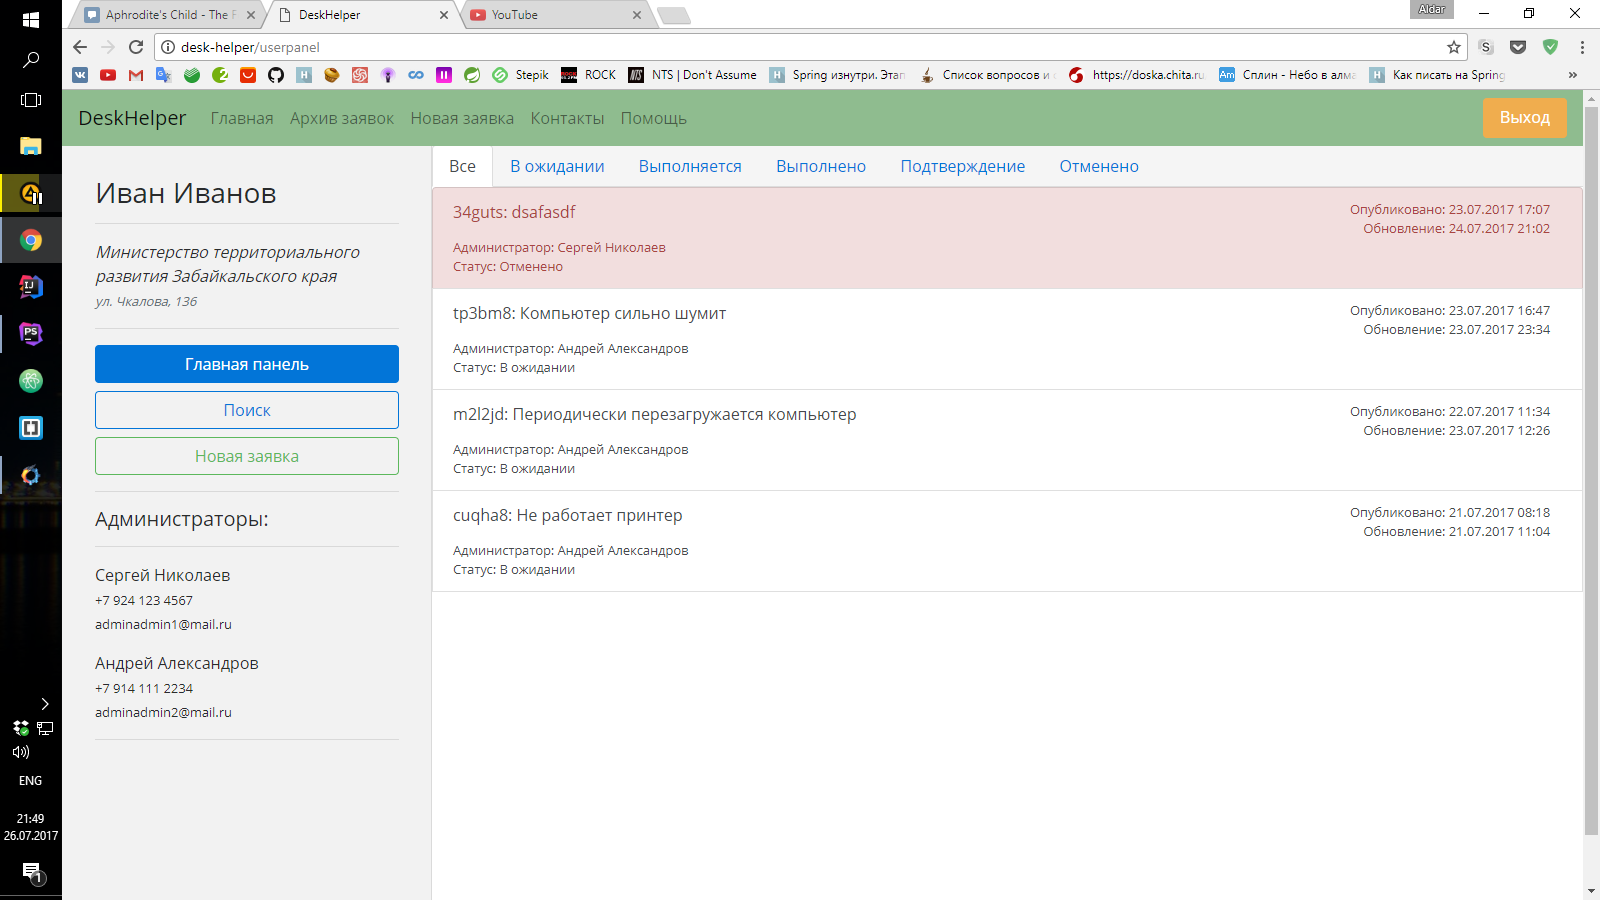 Aphrodite's Child - The F
DeskHelper
YouTube
Aldar
desk-helper/userpanel
Stepik
ROCK
NTS | Don't Assume
Spring изнутри. Этап
Список вопросов и
https://doska.chita.ru
Сплин - Небо в алма
Как писать на Spring
DeskHelper
Главная
Архив заявок
Новая заявка
Контакты
Помощь
Выход
Иван Иванов
Министерство территориального
развития Забайкальского края
ул. Чкалова, 136
Главная панель
Поиск
Новая заявка
Администраторы:
Сергей Николаев
+7 924 123 4567
adminadmin1@mail.ru
Андрей Александров
+7 914 111 2234
adminadmin2@mail.ru
Все
В ожидании
Выполняется
Выполнено
Подтверждение
Отменено
34guts: dsafasdf
Опубликовано: 23.07.2017 17:07
Обновление: 24.07.2017 21:02
Администратор: Сергей Николаев
Статус: Отменено
tp3bm8: Компьютер сильно шумит
Опубликовано: 23.07.2017 16:47
Обновление: 23.07.2017 23:34
Администратор: Андрей Александров
Статус: В ожидании
m2l2jd: Периодически перезагружается компьютер
Опубликовано: 22.07.2017 11:34
Обновление: 23.07.2017 12:26
Администратор: Андрей Александров
Статус: В ожидании
cuqha8: Не работает принтер
Опубликовано: 21.07.2017 08:18
Обновление: 21.07.2017 11:04
Администратор: Андрей Александров
Статус: В ожидании
ENG
21:49
26.07.2017
1